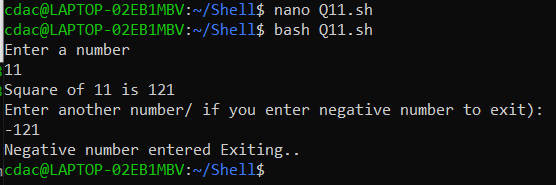 cdac@LAPTOP-02EB1MBV:~/Shell$ nano Q11.sh
cdac@LAPTOP-02EB1MBV:~/Shell$ bash Q11.sh
Enter a number
11
Square of 11 is 121
Enter another number/ if you enter negative number to exit):
-121
Negative number entered Exiting..
cdac@LAPTOP-02EB1MBV:~/Shell$